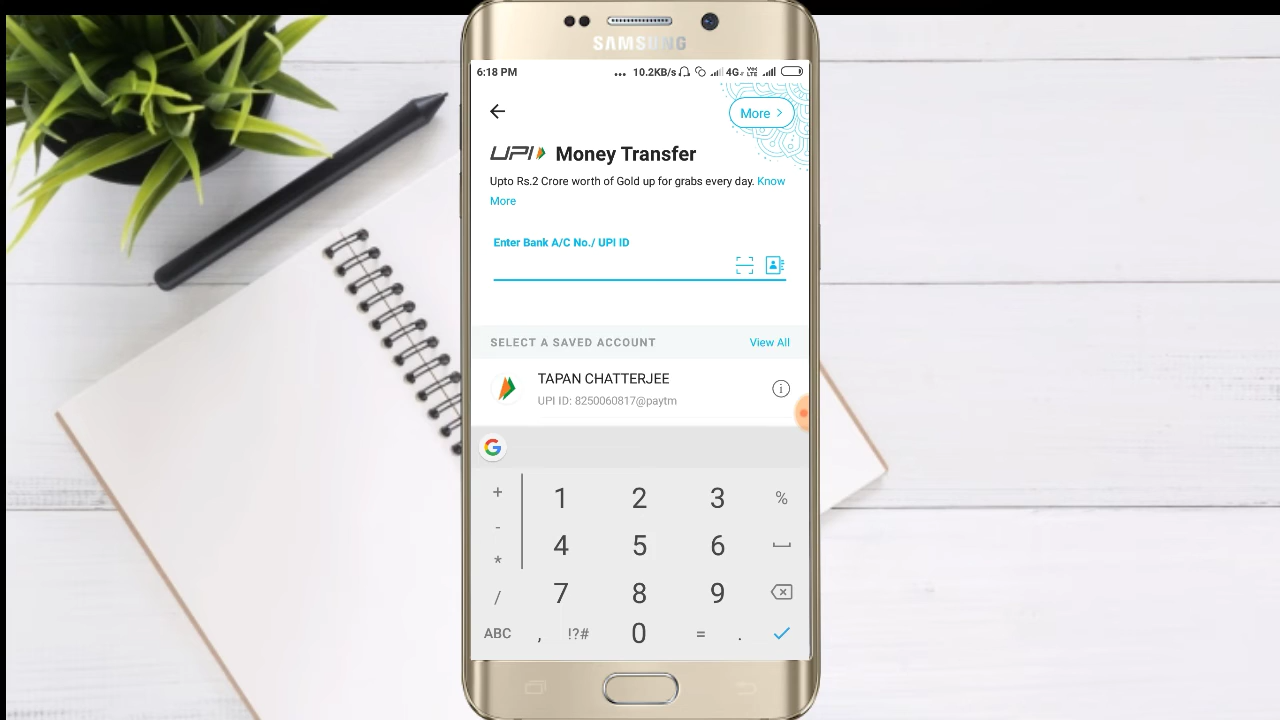 SAMSUNG
6:18 PM ... 10.2KB/s 4G VoLTE
More >
UPI Money Transfer
Upto Rs.2 Crore worth of Gold up for grabs every day. Know
More
Enter Bank A/C No./ UPI ID
SELECT A SAVED ACCOUNT View All
TAPAN CHATTERJEE
UPI ID: 8250060817@paytm
G
+ 1 2 3 %
- 4 5 6
* 7 8 9
/
ABC , !?# 0 = .